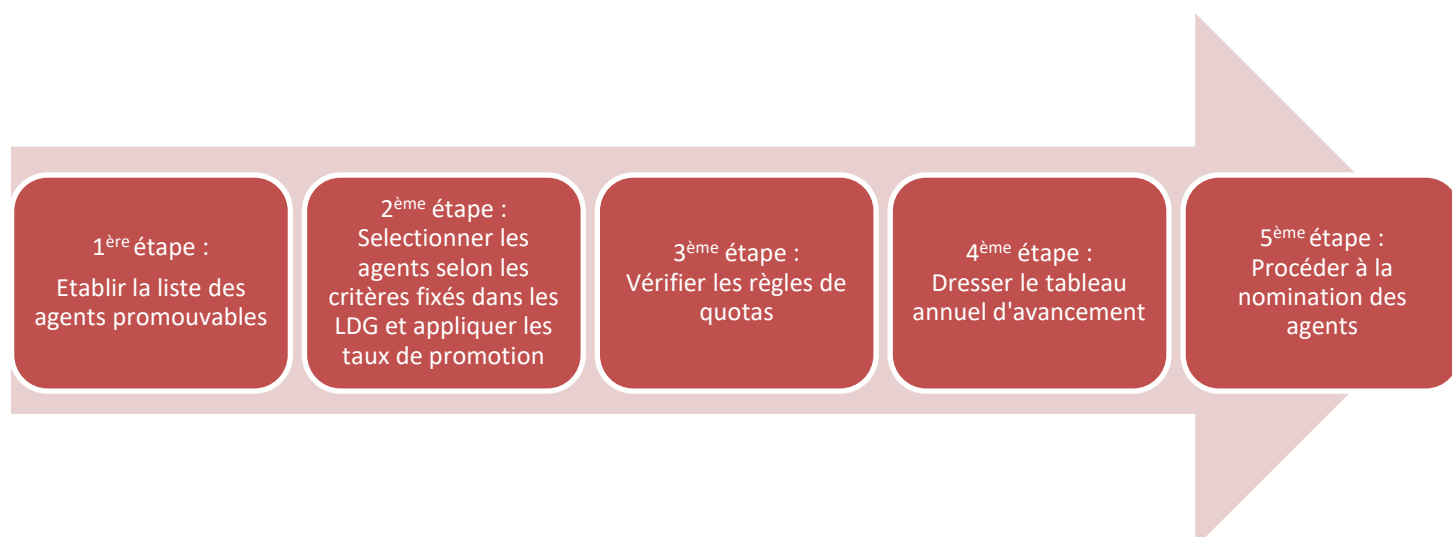 1ère étape :
Etablir la liste des
agents promouvables
2ème étape :
Selectionner les
agents selon les
critères fixés dans les
LDG et appliquer les
taux de promotion
3ème étape :
Vérifier les règles de
quotas
4ème étape :
Dresser le tableau
annuel d'avancement
5ème étape :
Procéder à la
nomination des
agents